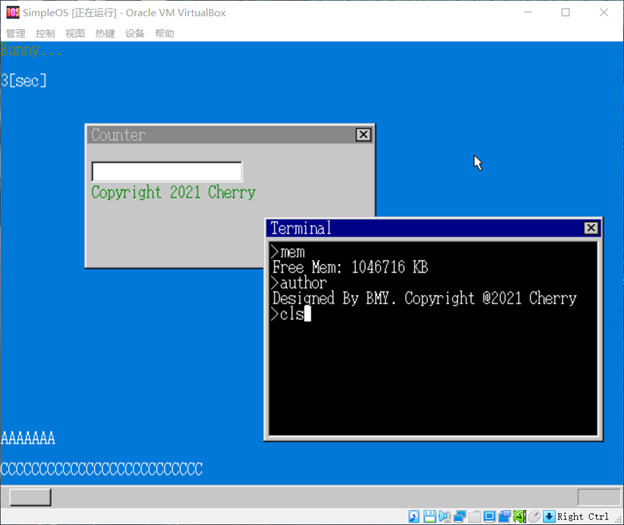 SimpleOS [正在运行] - Oracle VM VirtualBox
管理 控制 视图 热键 设备 帮助
Bunny...
3[sec]
Counter
Copyright 2021 Cherry
Terminal
>mem
Free Mem: 1046716 KB
>author
Designed By BMY. Copyright @2021 Cherry
>cls
AAAAAAA
CCCCCCCCCCCCCCCCCCCCCCCCCC
Right Ctrl